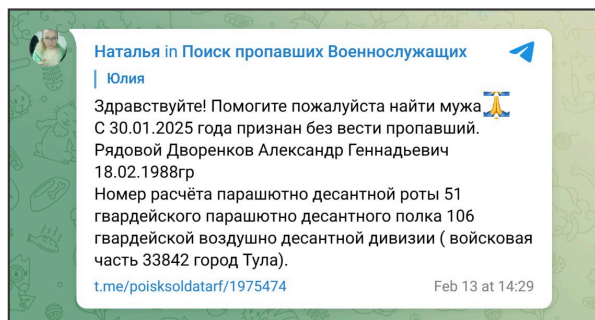 Наталья in Поиск пропавших Военнослужащих
Юлия
Здравствуйте! Помогите пожалуйста найти мужа🙏
С 30.01.2025 года признан без вести пропавший.
Рядовой Дворенков Александр Геннадьевич
18.02.1988гр
Номер расчёта парашютно десантной роты 51
гвардейского парашютно десантного полка 106
гвардейской воздушно десантной дивизии ( войсковая
часть 33842 город Тула).
t.me/poisksoldatarf/1975474 Feb 13 at 14:29